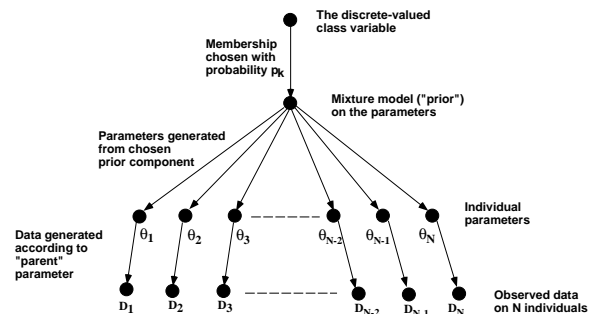 The discrete-valued
class variable
Membership
chosen with
probability pk
Mixture model ("prior")
on the parameters
Parameters generated
from chosen
prior component
Individual
parameters
θ1 θ2 θ3 θN-2 θN-1 θN
Data generated
according to
"parent"
parameter
D1 D2 D3 DN-2 DN-1 DN
Observed data
on N individuals